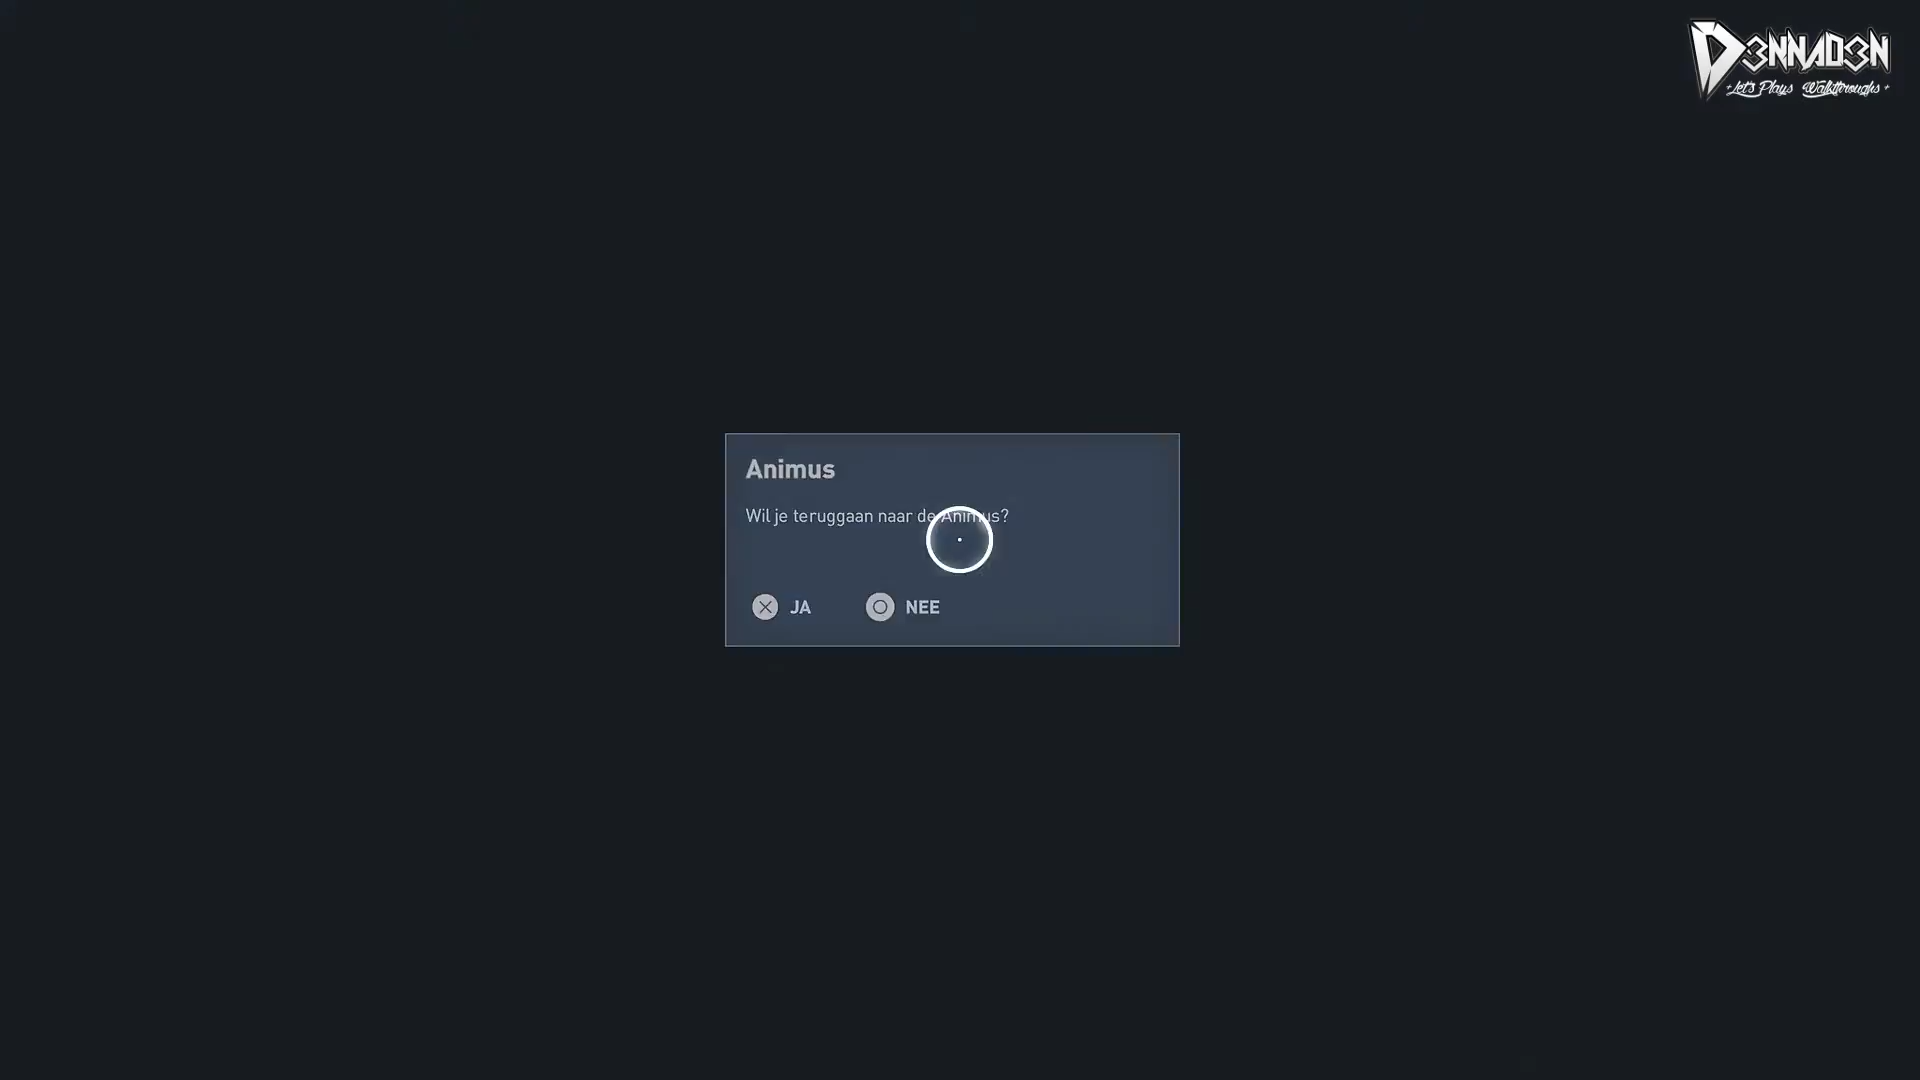 D3NNAD3N
Let's Plays Walkthroughs
Animus
Wil je teruggaan naar de Animus?
JA NEE